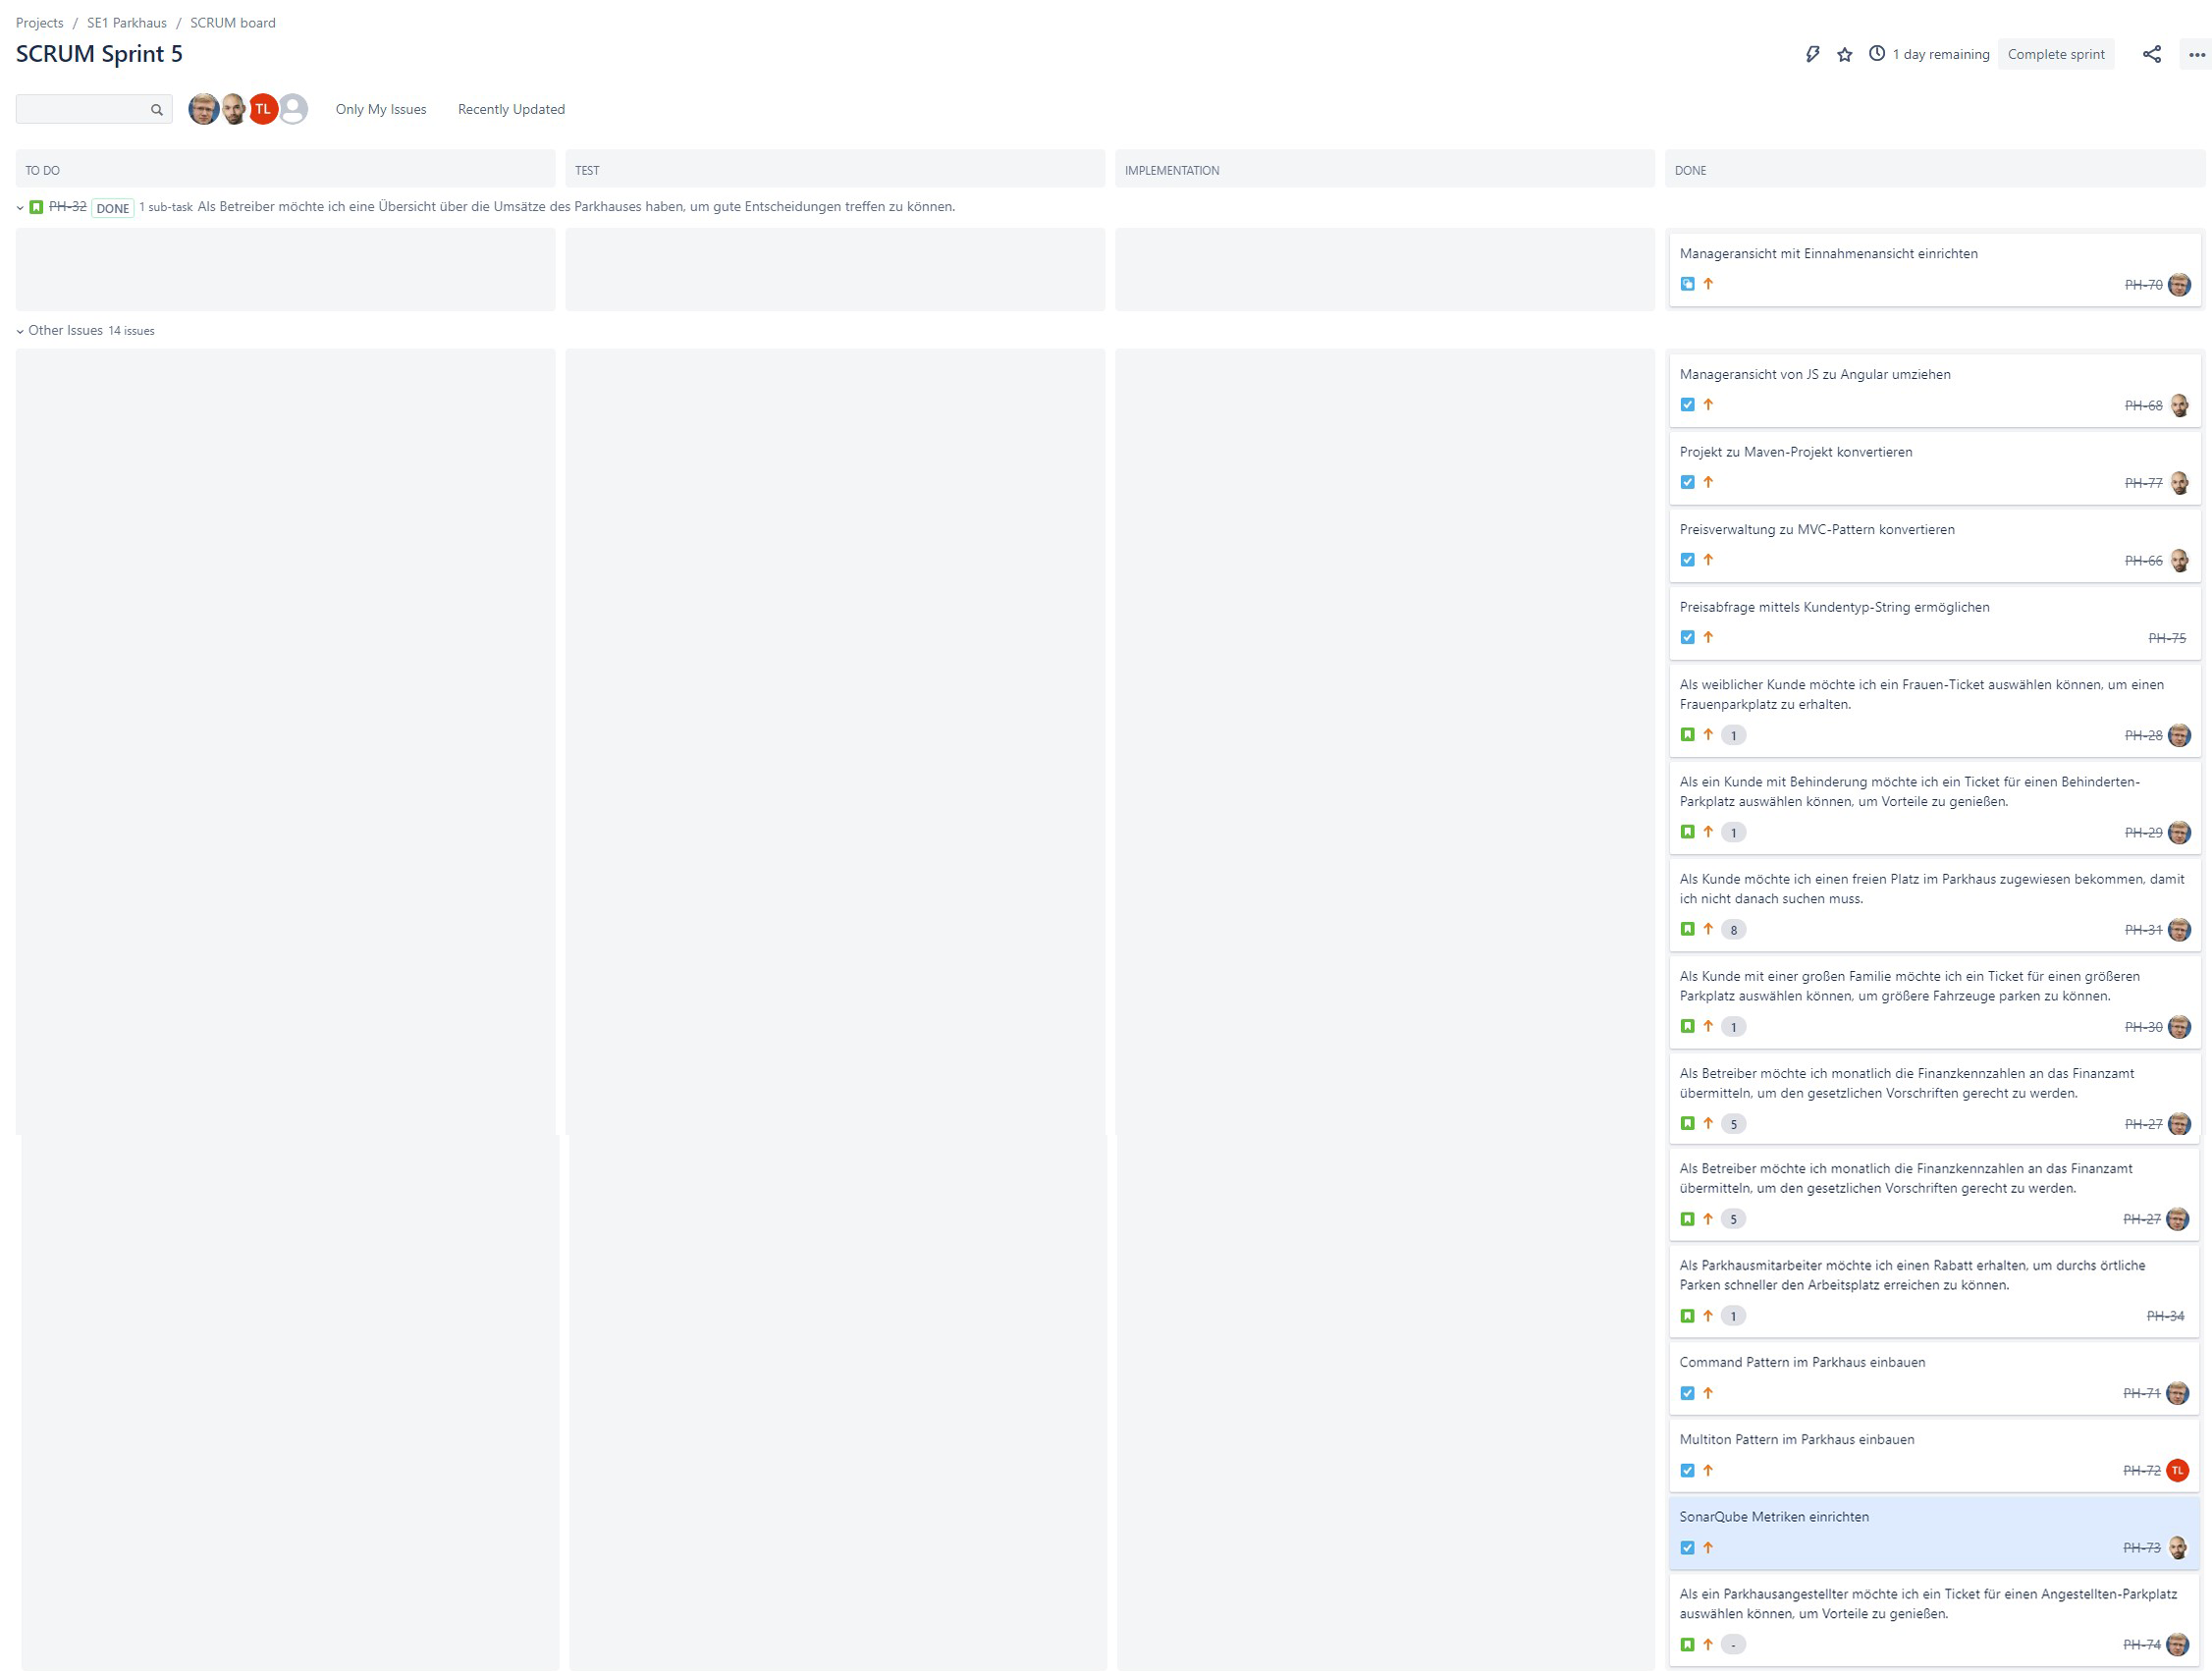 Projects / SE1 Parkhaus / SCRUM board
SCRUM Sprint 5
1 day remaining
Complete sprint
TL
Only My Issues
Recently Updated
TO DO
TEST
IMPLEMENTATION
DONE
PH-32 DONE 1 sub-task Als Betreiber möchte ich eine Übersicht über die Umsätze des Parkhauses haben, um gute Entscheidungen treffen zu können.
Manageransicht mit Einnahmenansicht einrichten
PH-70
Other Issues 14 issues
Manageransicht von JS zu Angular umziehen
PH-68
Projekt zu Maven-Projekt konvertieren
PH-77
Preisverwaltung zu MVC-Pattern konvertieren
PH-66
Preisabfrage mittels Kundentyp-String ermöglichen
PH-75
Als weiblicher Kunde möchte ich ein Frauen-Ticket auswählen können, um einen
Frauenparkplatz zu erhalten.
1 PH-28
Als ein Kunde mit Behinderung möchte ich ein Ticket für einen Behinderten-
Parkplatz auswählen können, um Vorteile zu genießen.
1 PH-29
Als Kunde möchte ich einen freien Platz im Parkhaus zugewiesen bekommen, damit
ich nicht danach suchen muss.
8 PH-31
Als Kunde mit einer großen Familie möchte ich ein Ticket für einen größeren
Parkplatz auswählen können, um größere Fahrzeuge parken zu können.
1 PH-30
Als Betreiber möchte ich monatlich die Finanzkennzahlen an das Finanzamt
übermitteln, um den gesetzlichen Vorschriften gerecht zu werden.
5 PH-27
Als Betreiber möchte ich monatlich die Finanzkennzahlen an das Finanzamt
übermitteln, um den gesetzlichen Vorschriften gerecht zu werden.
5 PH-27
Als Parkhausmitarbeiter möchte ich einen Rabatt erhalten, um durchs örtliche
Parken schneller den Arbeitsplatz erreichen zu können.
1 PH-34
Command Pattern im Parkhaus einbauen
PH-71
Multiton Pattern im Parkhaus einbauen
PH-72 TL
SonarQube Metriken einrichten
PH-73
Als ein Parkhausangestellter möchte ich ein Ticket für einen Angestellten-Parkplatz
auswählen können, um Vorteile zu genießen.
- PH-74